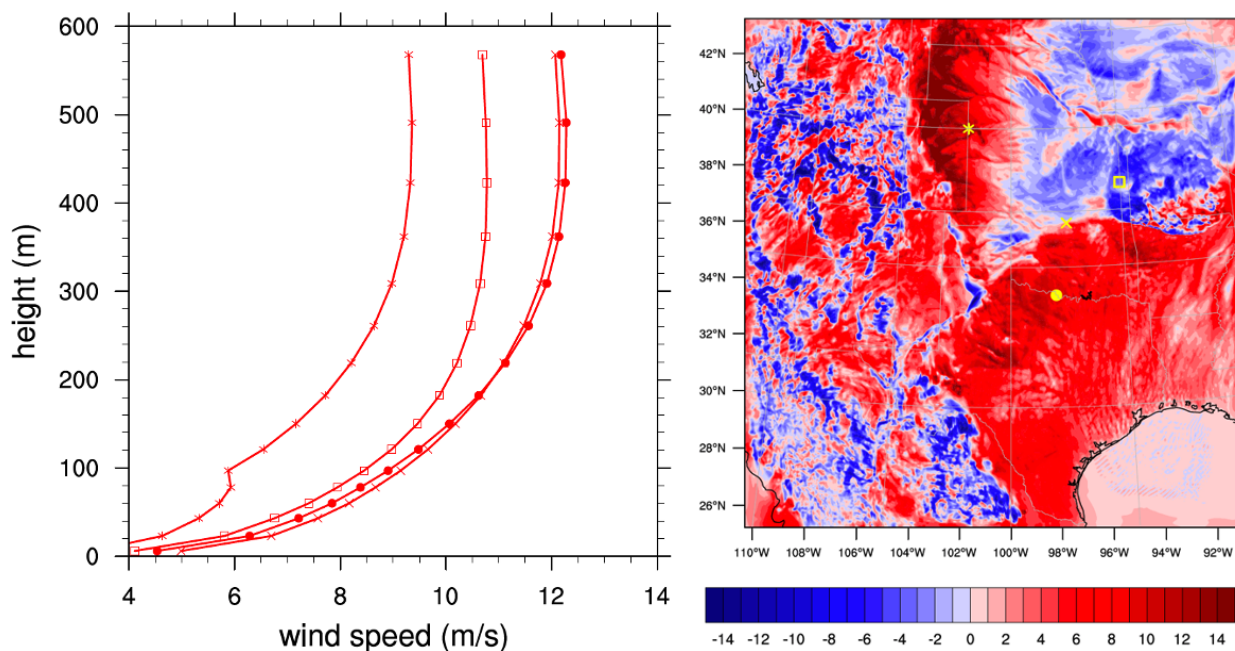 600
500
400
300
200
100
0
height (m)
4 6 8 10 12 14
wind speed (m/s)
42°N
40°N
38°N
36°N
34°N
32°N
30°N
28°N
26°N
110°W 108°W 106°W 104°W 102°W 100°W 98°W 96°W 94°W 92°W
-14 -12 -10 -8 -6 -4 -2 0 2 4 6 8 10 12 14